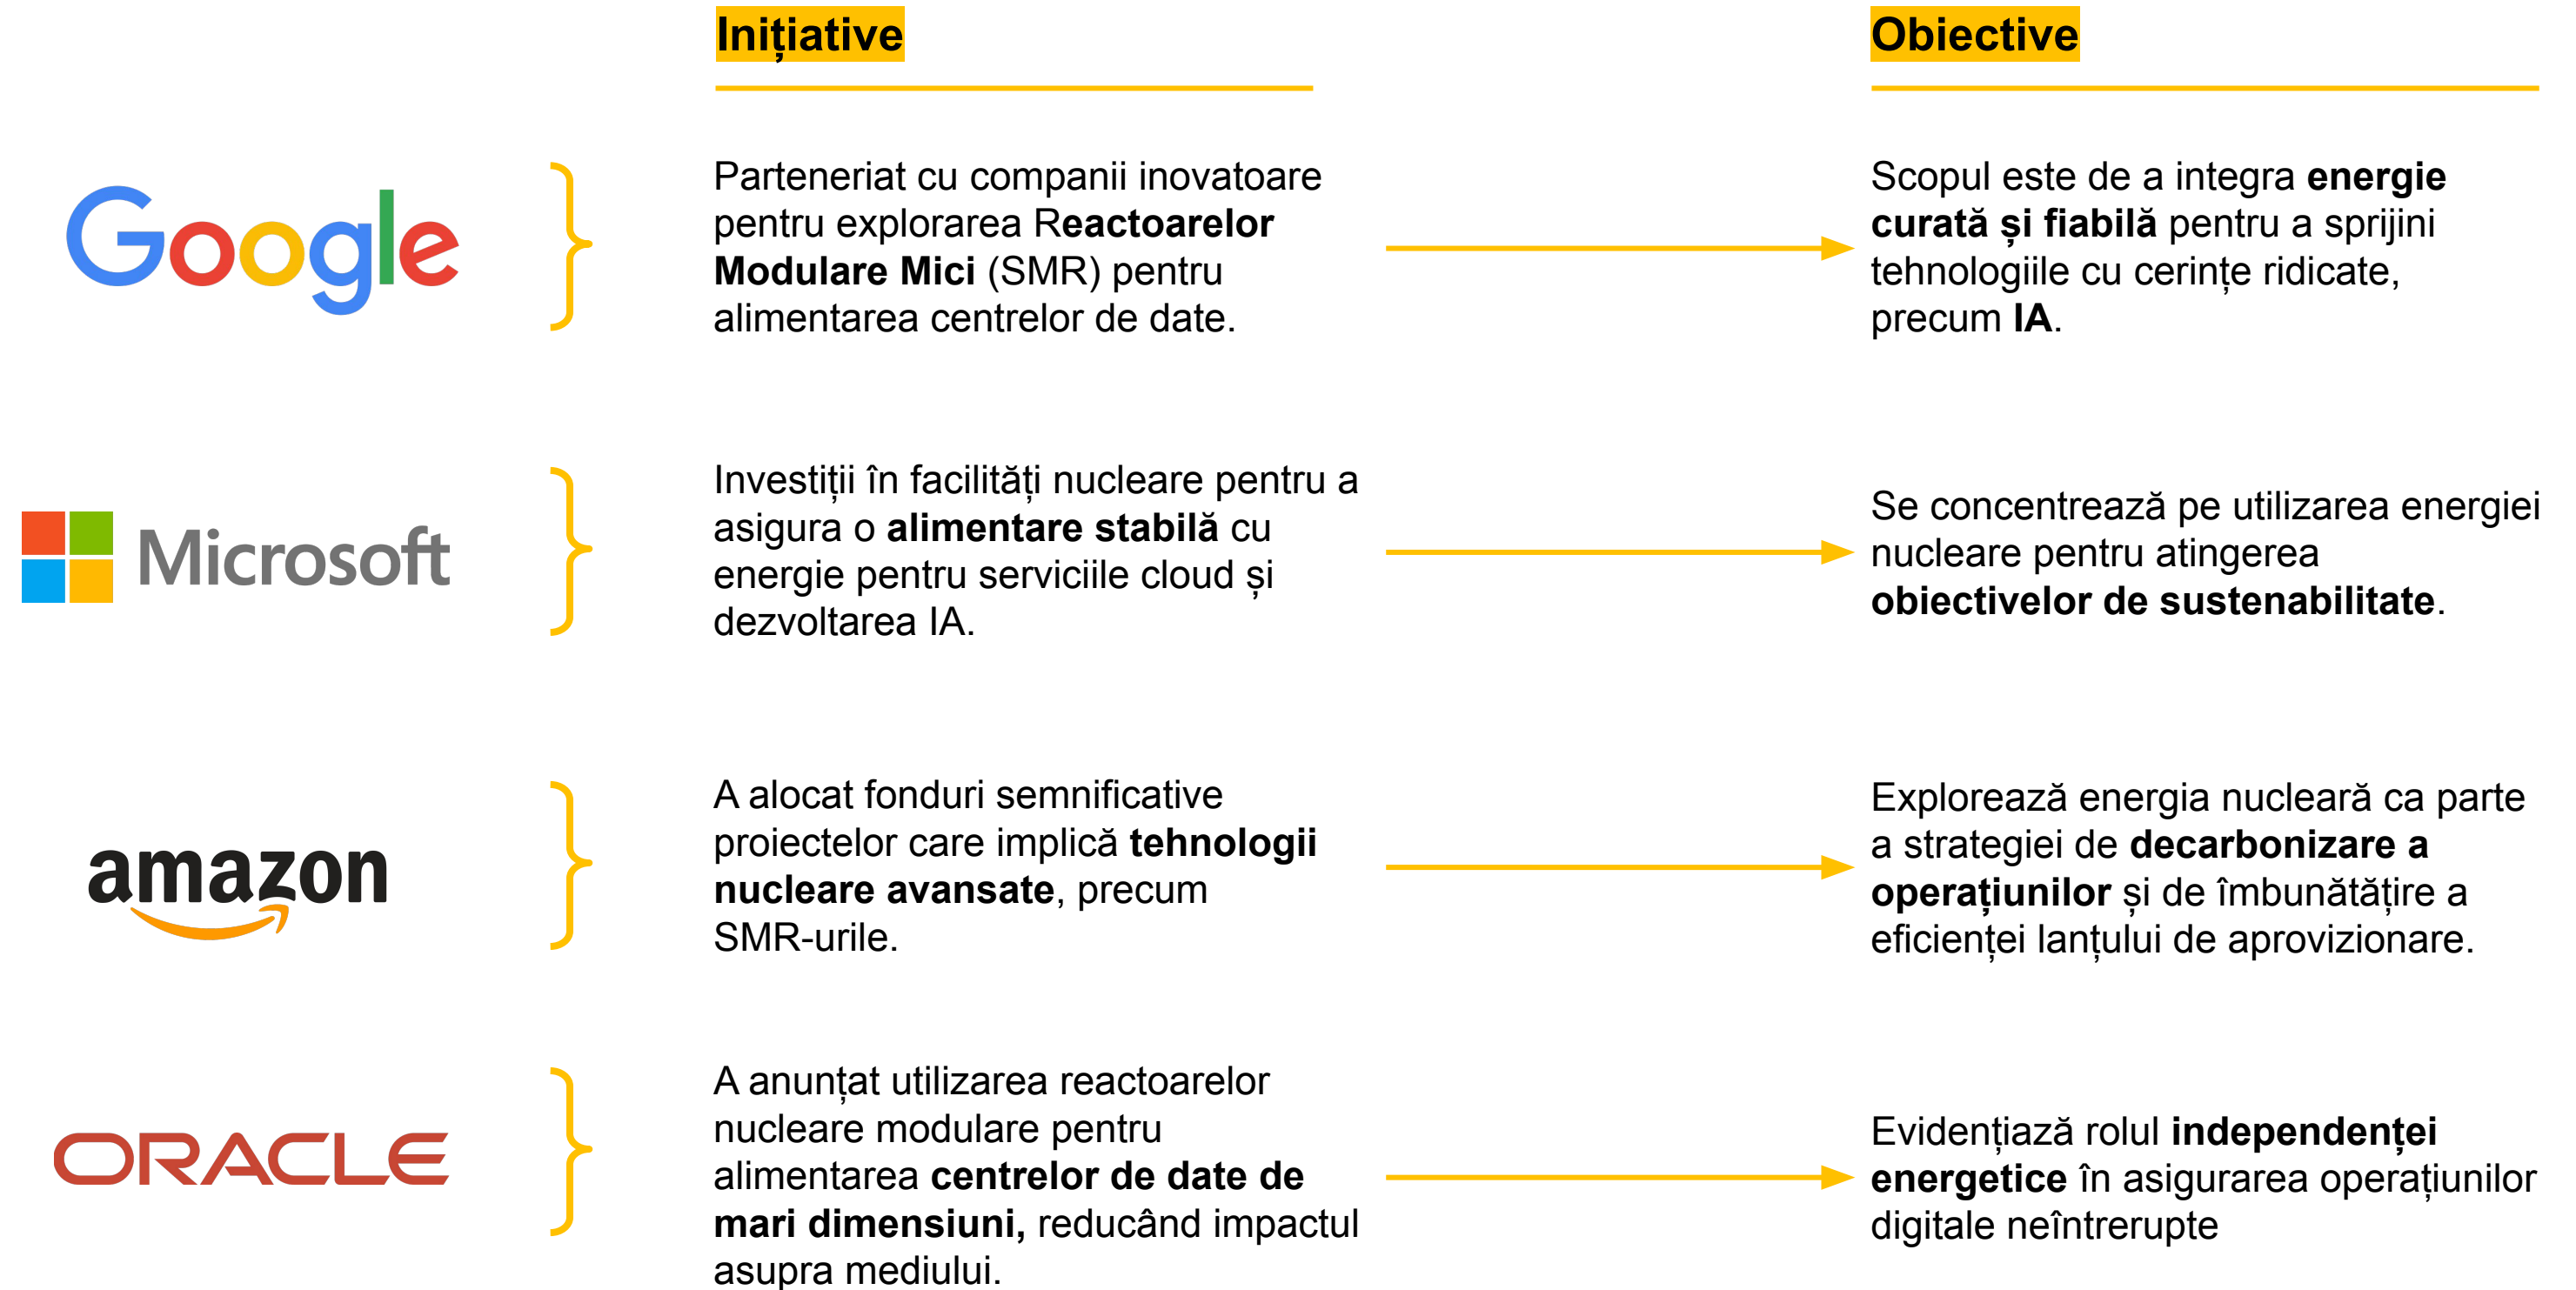 Inițiative
Obiective
Google
Parteneriat cu companii inovatoare
pentru explorarea Reactoarelor
Modulare Mici (SMR) pentru
alimentarea centrelor de date.
Scopul este de a integra energie
curată și fiabilă pentru a sprijini
tehnologiile cu cerințe ridicate,
precum IA.
Microsoft
Investiții în facilități nucleare pentru a
asigura o alimentare stabilă cu
energie pentru serviciile cloud și
dezvoltarea IA.
Se concentrează pe utilizarea energiei
nucleare pentru atingerea
obiectivelor de sustenabilitate.
amazon
A alocat fonduri semnificative
proiectelor care implică tehnologii
nucleare avansate, precum
SMR-urile.
Explorează energia nucleară ca parte
a strategiei de decarbonizare a
operațiunilor și de îmbunătățire a
eficienței lanțului de aprovizionare.
ORACLE
A anunțat utilizarea reactoarelor
nucleare modulare pentru
alimentarea centrelor de date de
mari dimensiuni, reducând impactul
asupra mediului.
Evidențiază rolul independenței
energetice în asigurarea operațiunilor
digitale neîntrerupte